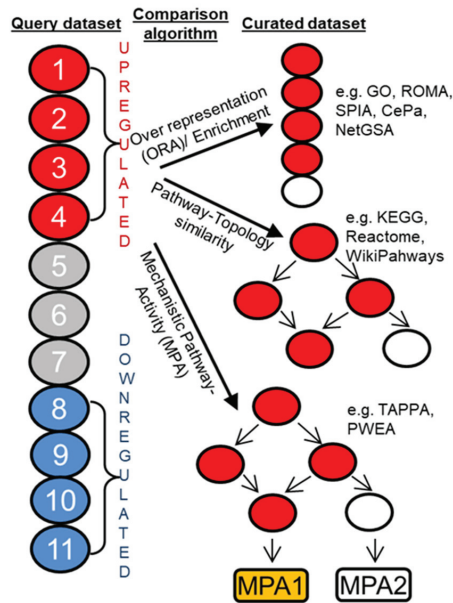 Query dataset
Comparison
algorithm
Curated dataset
1
2
3
4
5
6
7
8
9
10
11
UPREGULATED
DOWNREGULATED
Over representation
(ORA)/ Enrichment
e.g. GO, ROMA,
SPIA, CePa,
NetGSA
Pathway-Topology
similarity
e.g. KEGG,
Reactome,
WikiPahways
Mechanistic Pathway-
Activity (MPA)
e.g. TAPPA,
PWEA
MPA1
MPA2